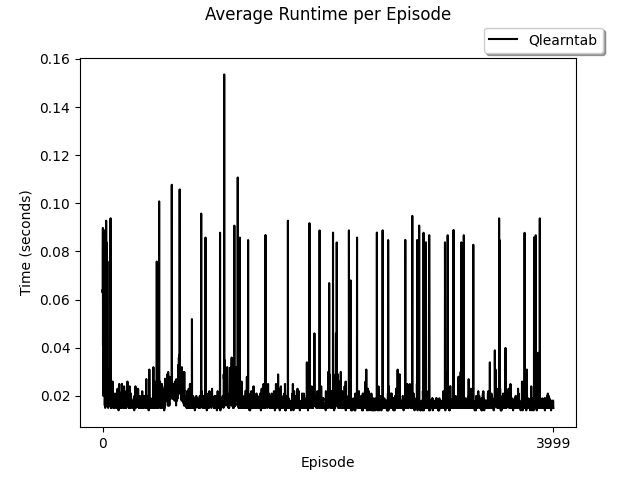 Average Runtime per Episode
Qlearntab
0.16
0.14
0.12
0.10
0.08
0.06
0.04
0.02
Time (seconds)
0
3999
Episode